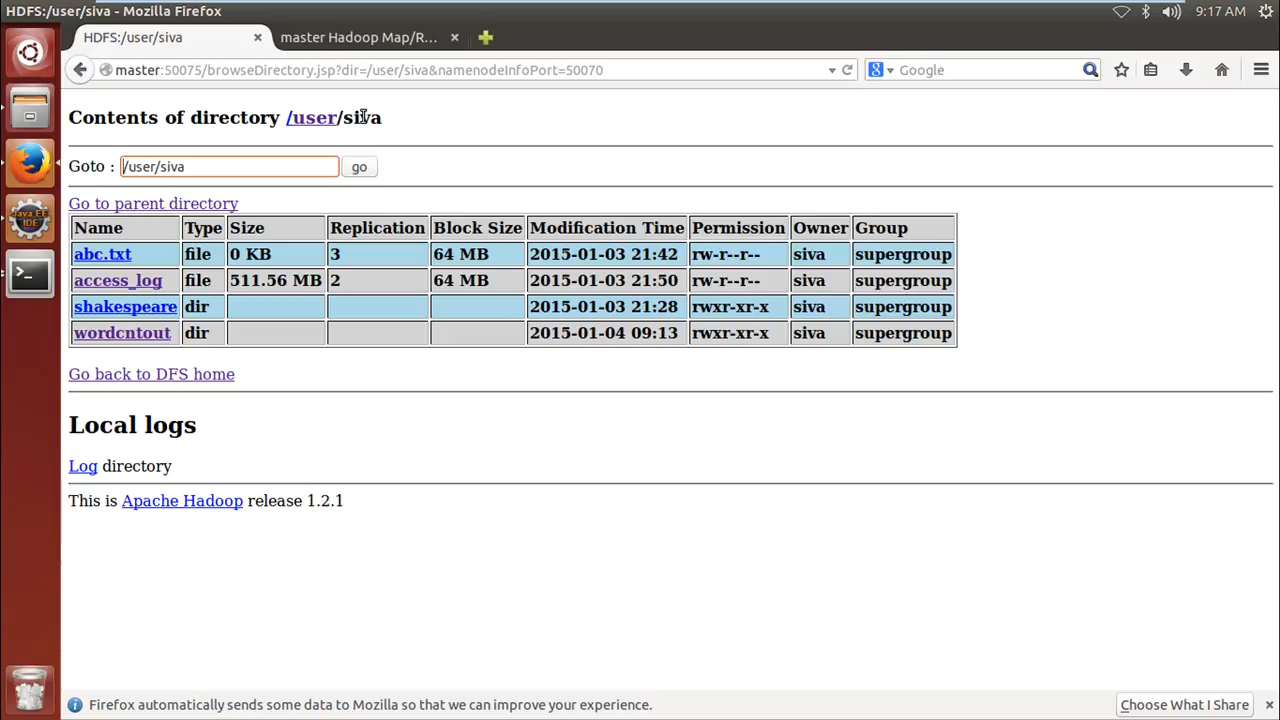 HDFS:/user/siva - Mozilla Firefox
9:17 AM
HDFS:/user/siva
master Hadoop Map/R...
master:50075/browseDirectory.jsp?dir=/user/siva&namenodeInfoPort=50070
Google
Contents of directory /user/siva
Goto : /user/siva go
Go to parent directory
Name Type Size Replication Block Size Modification Time Permission Owner Group
abc.txt file 0 KB 3 64 MB 2015-01-03 21:42 rw-r--r-- siva supergroup
access_log file 511.56 MB 2 64 MB 2015-01-03 21:50 rw-r--r-- siva supergroup
shakespeare dir 2015-01-03 21:28 rwxr-xr-x siva supergroup
wordcntout dir 2015-01-04 09:13 rwxr-xr-x siva supergroup
Go back to DFS home
Local logs
Log directory
This is Apache Hadoop release 1.2.1
Java EE
IDE
Firefox automatically sends some data to Mozilla so that we can improve your experience.
Choose What I Share